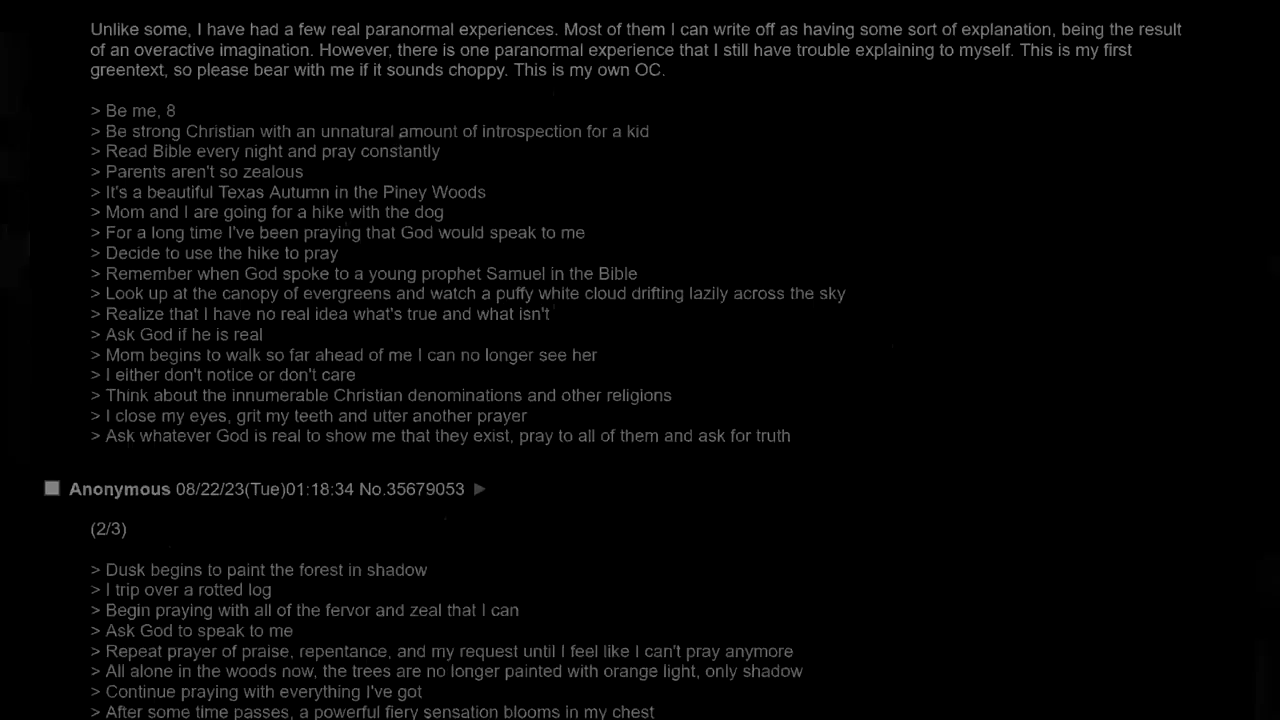 Unlike some, I have had a few real paranormal experiences. Most of them I can write off as having some sort of explanation, being the result
of an overactive imagination. However, there is one paranormal experience that I still have trouble explaining to myself. This is my first
greentext, so please bear with me if it sounds choppy. This is my own OC.
> Be me, 8
> Be strong Christian with an unnatural amount of introspection for a kid
> Read Bible every night and pray constantly
> Parents aren't so zealous
> It's a beautiful Texas Autumn in the Piney Woods
> Mom and I are going for a hike with the dog
> For a long time I've been praying that God would speak to me
> Decide to use the hike to pray
> Remember when God spoke to a young prophet Samuel in the Bible
> Look up at the canopy of evergreens and watch a puffy white cloud drifting lazily across the sky
> Realize that I have no real idea what's true and what isn't
> Ask God if he is real
> Mom begins to walk so far ahead of me I can no longer see her
> I either don't notice or don't care
> Think about the innumerable Christian denominations and other religions
> I close my eyes, grit my teeth and utter another prayer
> Ask whatever God is real to show me that they exist, pray to all of them and ask for truth
Anonymous 08/22/23(Tue)01:18:34 No.35679053 ▶
(2/3)
> Dusk begins to paint the forest in shadow
> I trip over a rotted log
> Begin praying with all of the fervor and zeal that I can
> Ask God to speak to me
> Repeat prayer of praise, repentance, and my request until I feel like I can't pray anymore
> All alone in the woods now, the trees are no longer painted with orange light, only shadow
> Continue praying with everything I've got
> After some time passes, a powerful fiery sensation blooms in my chest